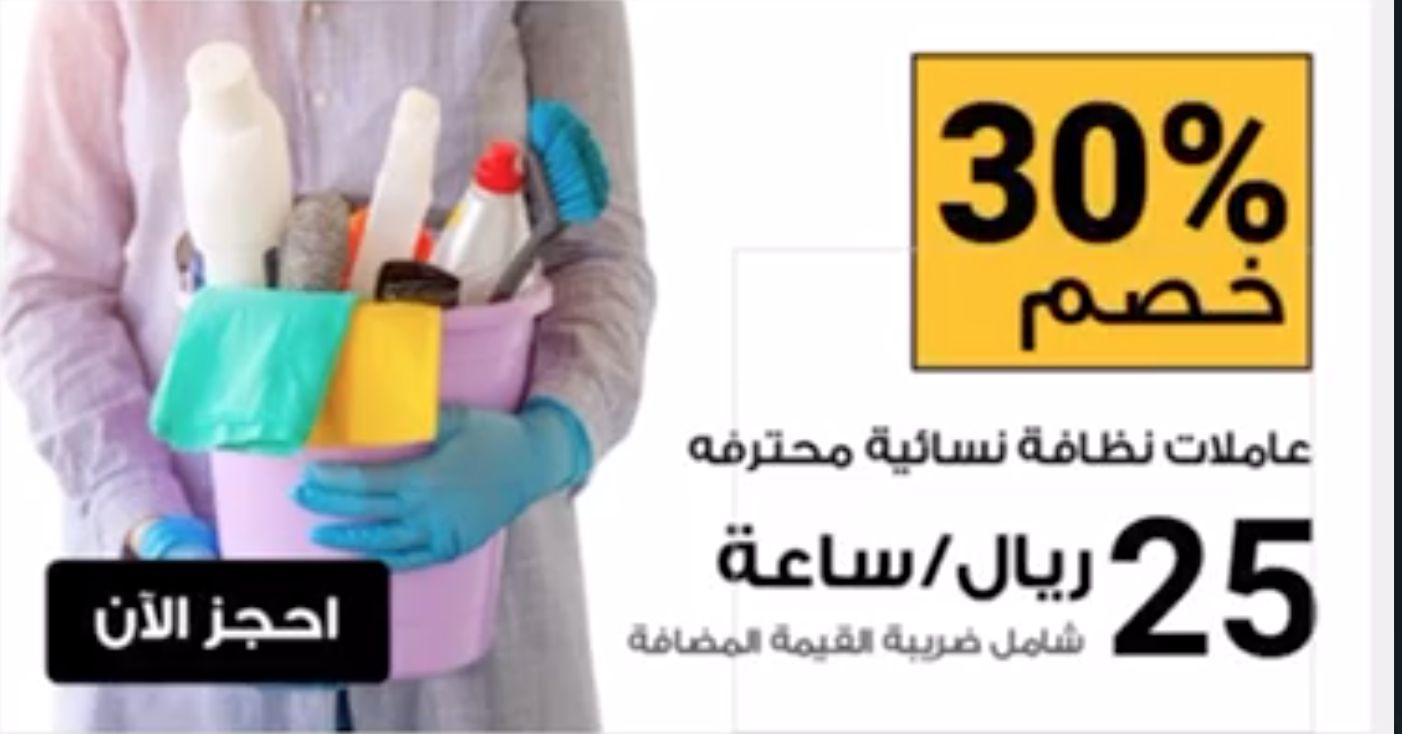 30%
خصم
عاملات نظافة نسائية محترفه
25 ريال/ساعة
شامل ضريبة القيمة المضافة
احجز الآن